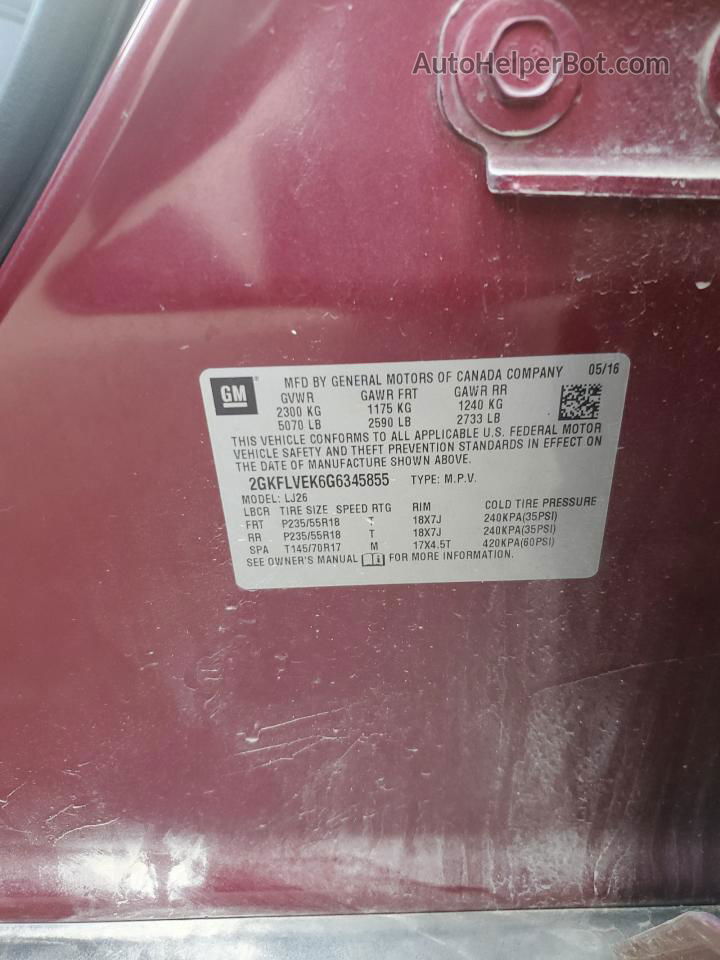 AutoHelperBot.com
GM MFD BY GENERAL MOTORS OF CANADA COMPANY 05/16
GVWR GAWR FRT GAWR RR
2300 KG 1175 KG 1240 KG
5070 LB 2590 LB 2733 LB
THIS VEHICLE CONFORMS TO ALL APPLICABLE U.S. FEDERAL MOTOR
VEHICLE SAFETY AND THEFT PREVENTION STANDARDS IN EFFECT ON
THE DATE OF MANUFACTURE SHOWN ABOVE.
2GKFLVEK6G6345855 TYPE: M.P.V.
MODEL: LJ26
LBCR TIRE SIZE SPEED RTG RIM COLD TIRE PRESSURE
FRT P235/55R18 T 18X7J 240KPA(35PSI)
RR P235/55R18 T 18X7J 240KPA(35PSI)
SPA T145/70R17 M 17X4.5T 420KPA(60PSI)
SEE OWNER'S MANUAL FOR MORE INFORMATION.